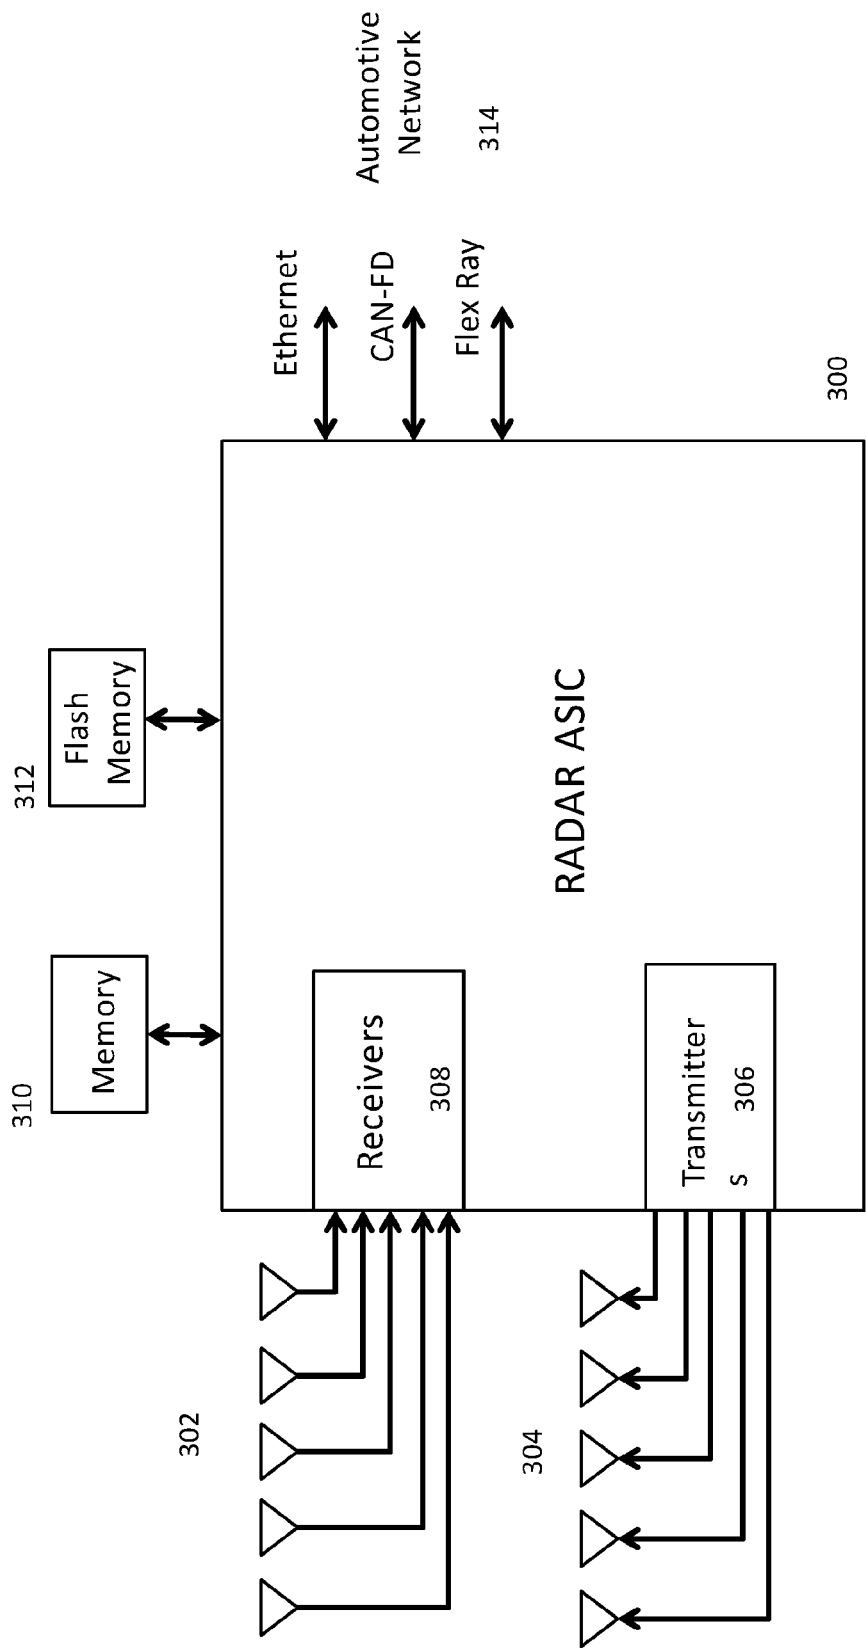 310
Memory
312
Flash
Memory
302
Receivers
308
304
Transmitter
s
306
RADAR ASIC
300
Ethernet
CAN-FD
Flex Ray
Automotive
Network
314